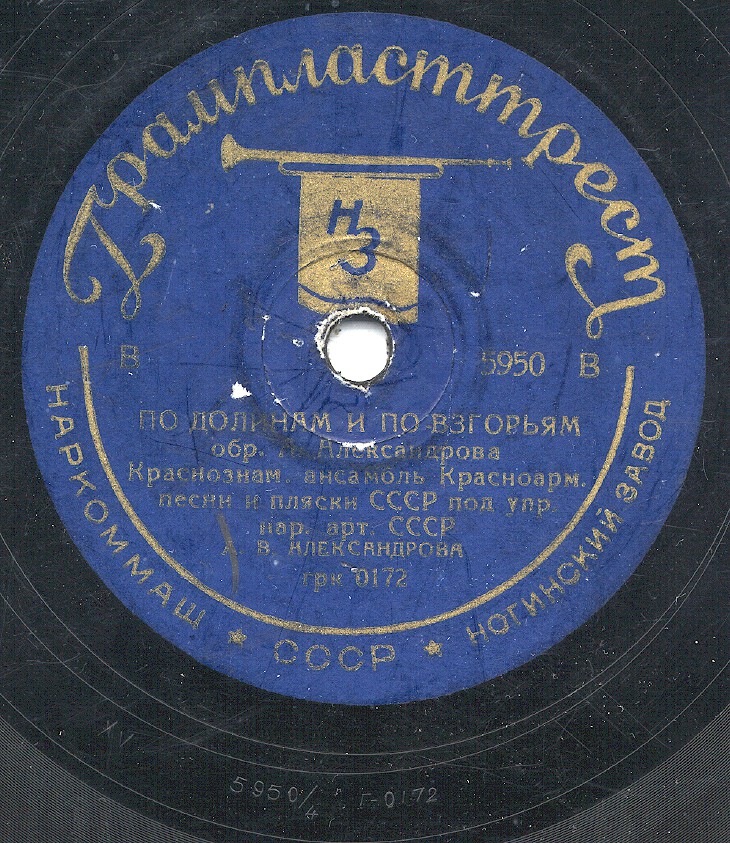 Грампласттрест
НЗ
В 5950 В
ПО ДОЛИНАМ И ПО ВЗГОРЬЯМ
обр. А. Александрова
Краснознам. ансамбль Красноарм.
песни и пляски СССР под упр.
нар. арт. СССР
А. В. АЛЕКСАНДРОВА
грк 0172
НАРКОММАШ ★ СССР ★ НОГИНСКИЙ ЗАВОД
XV
5950/4 Г-0172